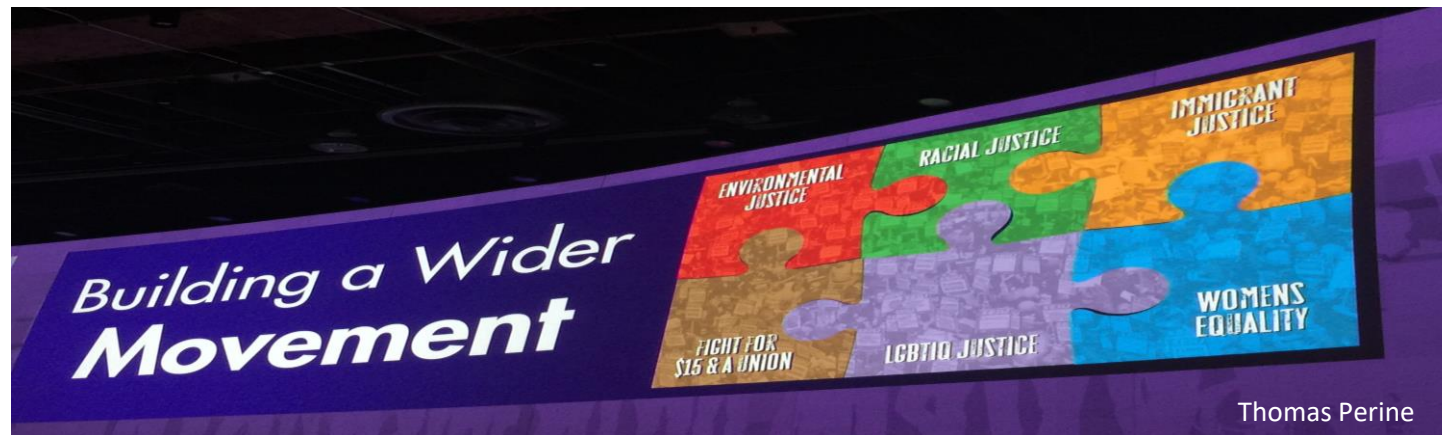 Building a Wider
Movement
ENVIRONMENTAL
JUSTICE
RACIAL JUSTICE
IMMIGRANT
JUSTICE
FIGHT FOR
$15 & A UNION
LGBTIQ JUSTICE
WOMENS
EQUALITY
Thomas Perine